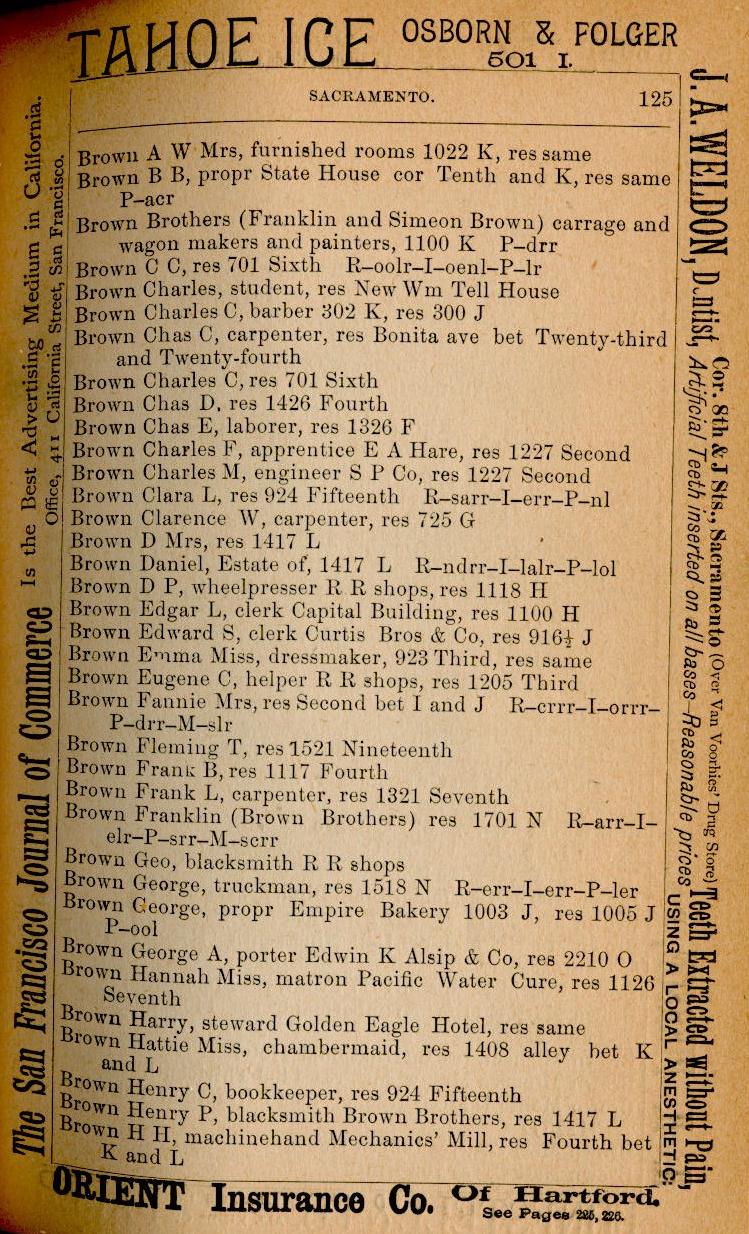 TAHOE ICE OSBORN & FOLGER
501 I.
SACRAMENTO. 125
Brown A W Mrs, furnished rooms 1022 K, res same
Brown B B, propr State House cor Tenth and K, res same
P–acr
Brown Brothers (Franklin and Simeon Brown) carrage and
wagon makers and painters, 1100 K P–drr
Brown C C, res 701 Sixth R–oolr–I–oenl–P–lr
Brown Charles, student, res New Wm Tell House
Brown Charles C, barber 302 K, res 300 J
Brown Chas C, carpenter, res Bonita ave bet Twenty-third
and Twenty-fourth
Brown Charles C, res 701 Sixth
Brown Chas D, res 1426 Fourth
Brown Chas E, laborer, res 1326 F
Brown Charles F, apprentice E A Hare, res 1227 Second
Brown Charles M, engineer S P Co, res 1227 Second
Brown Clara L, res 924 Fifteenth R–sarr–I–err–P–nl
Brown Clarence W, carpenter, res 725 G
Brown D Mrs, res 1417 L
Brown Daniel, Estate of, 1417 L R–ndrr–I–lalr–P–lol
Brown D P, wheelpresser R R shops, res 1118 H
Brown Edgar L, clerk Capital Building, res 1100 H
Brown Edward S, clerk Curtis Bros & Co, res 916½ J
Brown Emma Miss, dressmaker, 923 Third, res same
Brown Eugene C, helper R R shops, res 1205 Third
Brown Fannie Mrs, res Second bet I and J R–crrr–I–orrr–
P–drr–M–slr
Brown Fleming T, res 1521 Nineteenth
Brown Frank B, res 1117 Fourth
Brown Frank L, carpenter, res 1321 Seventh
Brown Franklin (Brown Brothers) res 1701 N R–arr–I–
elr–P–srr–M–scrr
Brown Geo, blacksmith R R shops
Brown George, truckman, res 1518 N R–err–I–err–P–ler
Brown George, propr Empire Bakery 1003 J, res 1005 J
P–ool
Brown George A, porter Edwin K Alsip & Co, res 2210 O
Brown Hannah Miss, matron Pacific Water Cure, res 1126
Seventh
Brown Harry, steward Golden Eagle Hotel, res same
Brown Hattie Miss, chambermaid, res 1408 alley bet K
and L
Brown Henry C, bookkeeper, res 924 Fifteenth
Brown Henry P, blacksmith Brown Brothers, res 1417 L
Brown H H, machinehand Mechanics' Mill, res Fourth bet
K and L
ORIENT Insurance Co. Of Hartford.
See Pages 225, 226.
The San Francisco Journal of Commerce Is the Best Advertising Medium in California.
Office, 411 California Street, San Francisco.
J. A. WELDON, Dentist, Cor. 8th & J Sts., Sacramento (Over Van Voorhies' Drug Store) Teeth Extracted without Pain,
Artificial Teeth inserted on all bases–Reasonable prices USING A LOCAL ANESTHETIC.